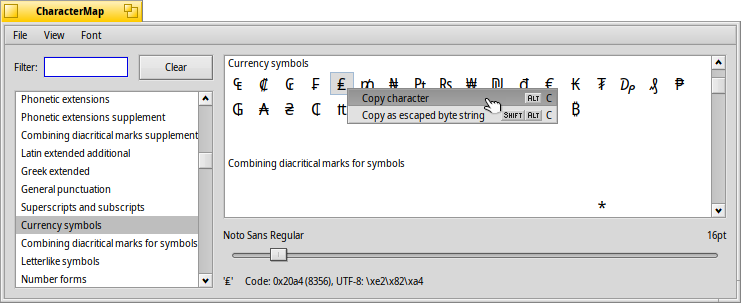 CharacterMap
File View Font
Filter: Clear
Phonetic extensions
Phonetic extensions supplement
Combining diacritical marks supplement
Latin extended additional
Greek extended
General punctuation
Superscripts and subscripts
Currency symbols
Combining diacritical marks for symbols
Letterlike symbols
Number forms
Currency symbols
₠ ₡ ₢ ₣ ₤ ₥ ₦ ₧ ₨ ₩ ₪ ₫ € ₭ ₮ ₯ ₰ ₱
₲ ₳ ₴ ₵ ₶ ₿
Copy character ALT C
Copy as escaped byte string SHIFT ALT C
Combining diacritical marks for symbols
*
Noto Sans Regular 16pt
'₤' Code: 0x20a4 (8356), UTF-8: \xe2\x82\xa4